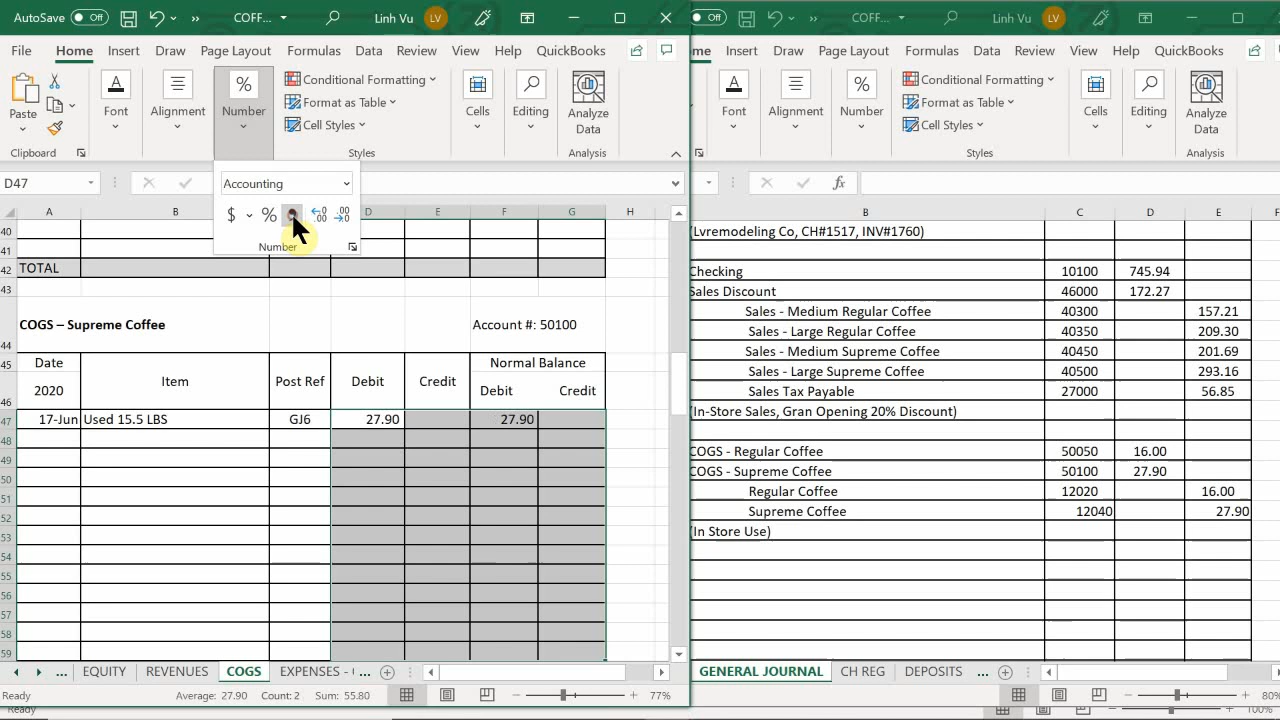 AutoSave Off COFF... Linh Vu LV
File Home Insert Draw Page Layout Formulas Data Review View Help QuickBooks
Paste Font Alignment % Number Conditional Formatting Format as Table Cell Styles Cells Editing Analyze Data
Clipboard Styles Analysis
D47
Accounting
$ %
Number
A B D E F G H
40
41
42 TOTAL
43
44 COGS – Supreme Coffee Account #: 50100
45 Date Normal Balance
Item Post Ref Debit Credit
46 2020 Debit Credit
47 17-Jun Used 15.5 LBS GJ6 27.90 27.90
48
49
50
51
52
53
54
55
56
57
58
59
... EQUITY REVENUES COGS EXPENSES - ...
Ready Average: 27.90 Count: 2 Sum: 55.80 77%
Ready
Off COFF... Linh Vu LV
me Insert Draw Page Layout Formulas Data Review View Help QuickBooks
Font Alignment % Number Conditional Formatting Format as Table Cell Styles Cells Editing Analyze Data
Styles Analysis
fx
B C D E F
(Lvremodeling Co, CH#1517, INV#1760)
Checking 10100 745.94
Sales Discount 46000 172.27
Sales - Medium Regular Coffee 40300 157.21
Sales - Large Regular Coffee 40350 209.30
Sales - Medium Supreme Coffee 40450 201.69
Sales - Large Supreme Coffee 40500 293.16
Sales Tax Payable 27000 56.85
(In-Store Sales, Gran Opening 20% Discount)
COGS - Regular Coffee 50050 16.00
COGS - Supreme Coffee 50100 27.90
Regular Coffee 12020 16.00
Supreme Coffee 12040 27.90
(In Store Use)
GENERAL JOURNAL CH REG DEPOSITS ...
80%
100%